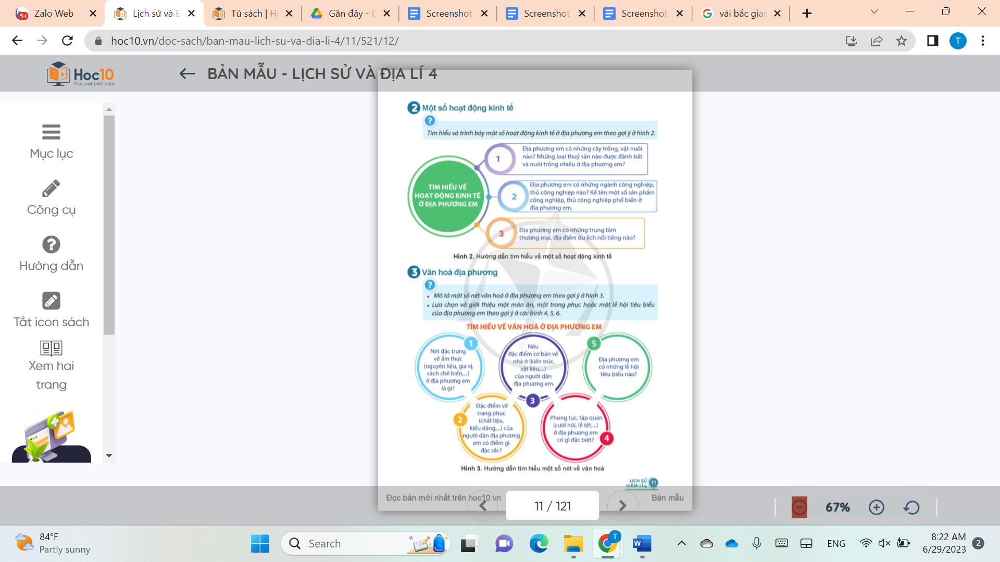 Zalo Web
Lịch sử và Đ
Tủ sách | Ho
Gần đây - G
Screenshot
Screenshot
Screenshot
vải bắc gian
hoc10.vn/doc-sach/ban-mau-lich-su-va-dia-li-4/11/521/12/
T
Hoc10
Học một biết mười
BẢN MẪU - LỊCH SỬ VÀ ĐỊA LÍ 4
Mục lục
Công cụ
Hướng dẫn
Tắt icon sách
Xem hai
trang
2 Một số hoạt động kinh tế
?
Tìm hiểu và trình bày một số hoạt động kinh tế ở địa phương em theo gợi ý ở hình 2.
TÌM HIỂU VỀ
HOẠT ĐỘNG KINH TẾ
Ở ĐỊA PHƯƠNG EM
1
Địa phương em có những cây trồng, vật nuôi
nào? Những loại thuỷ sản nào được đánh bắt
và nuôi trồng nhiều ở địa phương em?
2
Địa phương em có những ngành công nghiệp,
thủ công nghiệp nào? Kể tên một số sản phẩm
công nghiệp, thủ công nghiệp phổ biến ở
địa phương em.
3
Địa phương em có những trung tâm
thương mại, địa điểm du lịch nổi tiếng nào?
Hình 2. Hướng dẫn tìm hiểu về một số hoạt động kinh tế
3 Văn hoá địa phương
?
• Mô tả một số nét văn hoá ở địa phương em theo gợi ý ở hình 3.
• Lựa chọn và giới thiệu một món ăn, một trang phục hoặc một lễ hội tiêu biểu
của địa phương em theo gợi ý ở các hình 4, 5, 6.
TÌM HIỂU VỀ VĂN HOÁ Ở ĐỊA PHƯƠNG EM
1
Nét đặc trưng
về ẩm thực
(nguyên liệu, gia vị,
cách chế biến,...)
ở địa phương em
là gì?
2
Đặc điểm về
trang phục
(chất liệu,
kiểu dáng,...) của
người dân địa phương
em có điểm gì
đặc sắc?
Nêu
đặc điểm cơ bản về
nhà ở (kiến trúc,
vật liệu,...)
của người dân
địa phương em.
3
Phong tục, tập quán
(cưới hỏi, lễ tết,...)
ở địa phương em
có gì đặc biệt?
4
5
Địa phương em
có những lễ hội
tiêu biểu nào?
Hình 3. Hướng dẫn tìm hiểu một số nét về văn hoá
LỊCH SỬ
VÀ ĐỊA LÍ 4
11
Đọc bản mới nhất trên hoc10.vn
Bản mẫu
11 / 121
67%
84°F
Partly sunny
Search
T
ENG
8:22 AM
6/29/2023
2